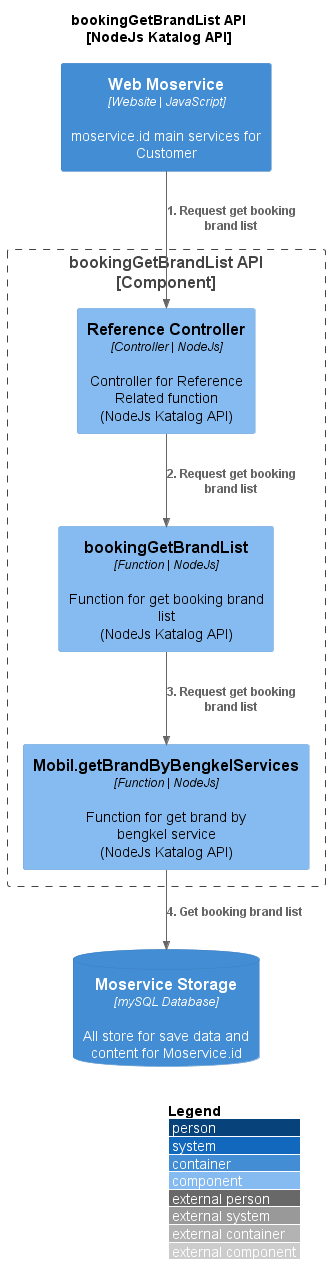 bookingGetBrandList API
[NodeJs Katalog API]
Web Moservice
[Website | JavaScript]
moservice.id main services for
Customer
1. Request get booking
brand list
bookingGetBrandList API
[Component]
Reference Controller
[Controller | NodeJs]
Controller for Reference
Related function
(NodeJs Katalog API)
2. Request get booking
brand list
bookingGetBrandList
[Function | NodeJs]
Function for get booking brand
list
(NodeJs Katalog API)
3. Request get booking
brand list
Mobil.getBrandByBengkelServices
[Function | NodeJs]
Function for get brand by
bengkel service
(NodeJs Katalog API)
4. Get booking brand list
Moservice Storage
[mySQL Database]
All store for save data and
content for Moservice.id
Legend
person
system
container
component
external person
external system
external container
external component